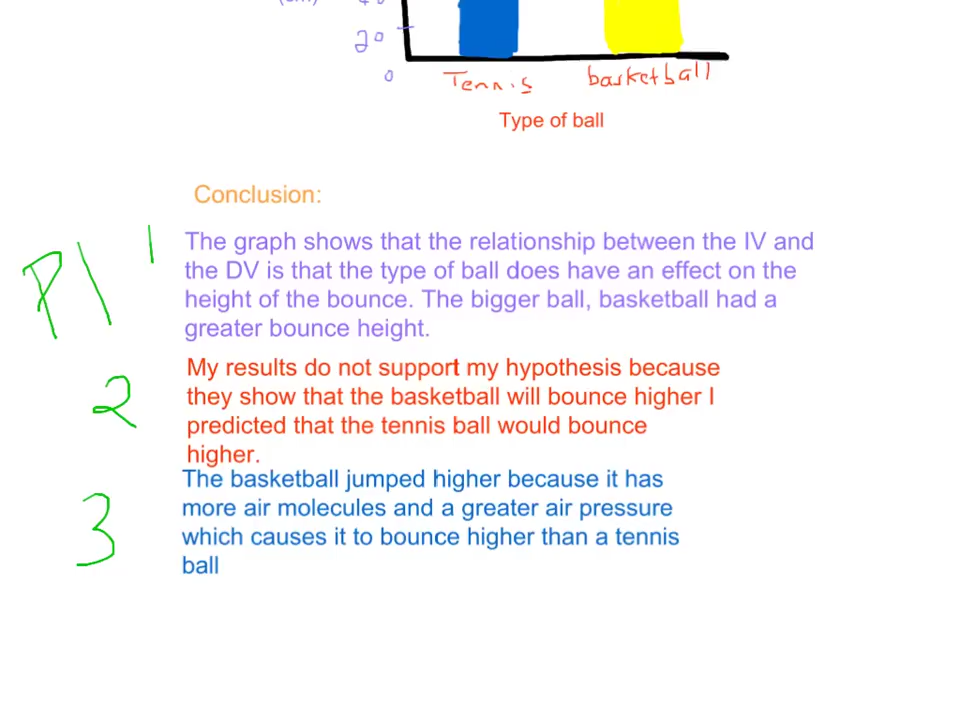 (cm)
40
20
0
Tennis
basketball
Type of ball
Conclusion:
P1 1
The graph shows that the relationship between the IV and
the DV is that the type of ball does have an effect on the
height of the bounce. The bigger ball, basketball had a
greater bounce height.
2
My results do not support my hypothesis because
they show that the basketball will bounce higher I
predicted that the tennis ball would bounce
higher.
3
The basketball jumped higher because it has
more air molecules and a greater air pressure
which causes it to bounce higher than a tennis
ball